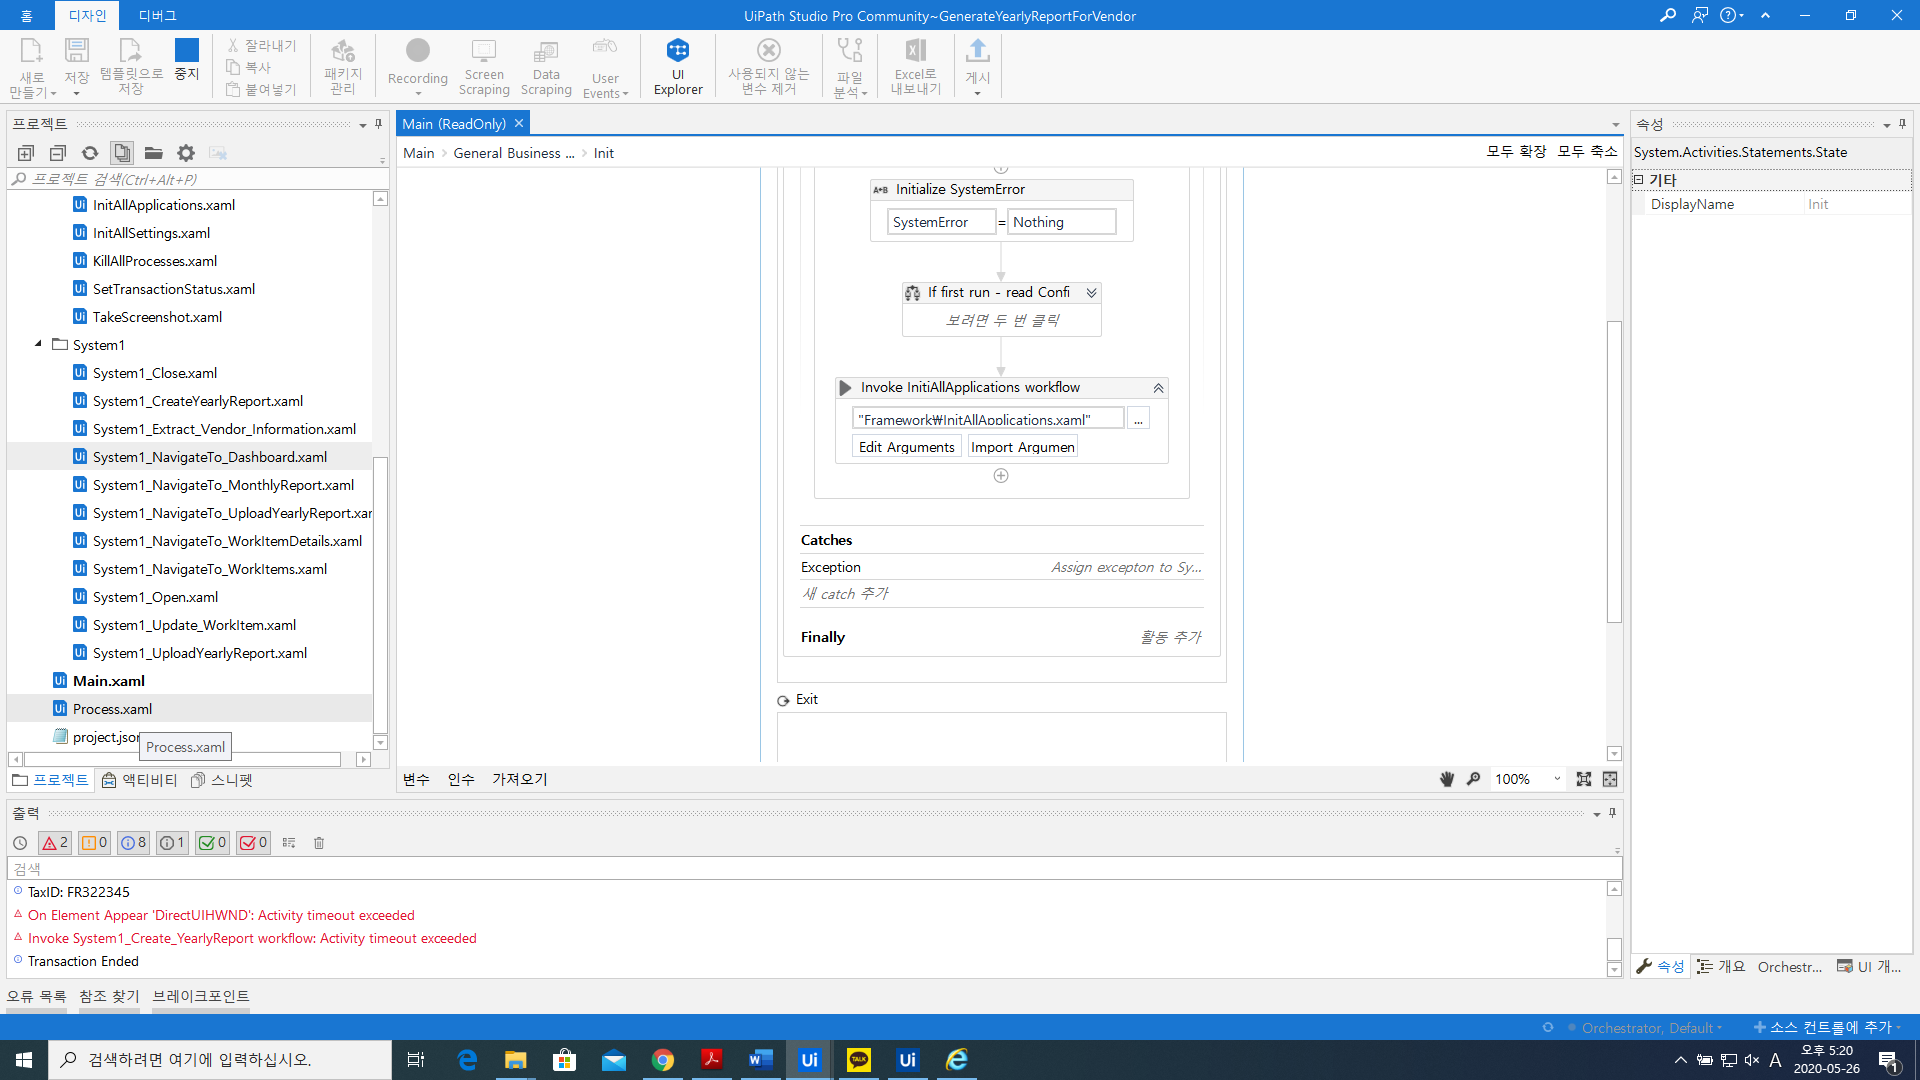 홈 디자인 디버그
UiPath Studio Pro Community~GenerateYearlyReportForVendor
새로 만들기
저장
템플릿으로 저장
중지
잘라내기
복사
붙여넣기
패키지 관리
Recording
Screen Scraping
Data Scraping
User Events
UI Explorer
사용되지 않는 변수 제거
파일 분석
Excel로 내보내기
게시
프로젝트
프로젝트 검색(Ctrl+Alt+P)
InitAllApplications.xaml
InitAllSettings.xaml
KillAllProcesses.xaml
SetTransactionStatus.xaml
TakeScreenshot.xaml
System1
System1_Close.xaml
System1_CreateYearlyReport.xaml
System1_Extract_Vendor_Information.xaml
System1_NavigateTo_Dashboard.xaml
System1_NavigateTo_MonthlyReport.xaml
System1_NavigateTo_UploadYearlyReport.xar
System1_NavigateTo_WorkItemDetails.xaml
System1_NavigateTo_WorkItems.xaml
System1_Open.xaml
System1_Update_WorkItem.xaml
System1_UploadYearlyReport.xaml
Main.xaml
Process.xaml
project.jsor
Process.xaml
프로젝트 액티비티 스니펫
Main (ReadOnly)
Main > General Business ... > Init
모두 확장 모두 축소
A+B Initialize SystemError
SystemError = Nothing
If first run - read Confi
보려면 두 번 클릭
Invoke InitiAllApplications workflow
"Framework₩InitAllApplications.xaml" ...
Edit Arguments Import Argumen
Catches
Exception Assign excepton to Sy...
새 catch 추가
Finally 활동 추가
Exit
변수 인수 가져오기
100%
속성
System.Activities.Statements.State
기타
DisplayName Init
속성 개요 Orchestr... UI 개...
출력
2 0 8 1 0 0
검색
TaxID: FR322345
On Element Appear 'DirectUIHWND': Activity timeout exceeded
Invoke System1_Create_YearlyReport workflow: Activity timeout exceeded
Transaction Ended
오류 목록 참조 찾기 브레이크포인트
Orchestrator, Default
소스 컨트롤에 추가
검색하려면 여기에 입력하십시오.
Ui TALK Ui
A
오후 5:20
2020-05-26
1